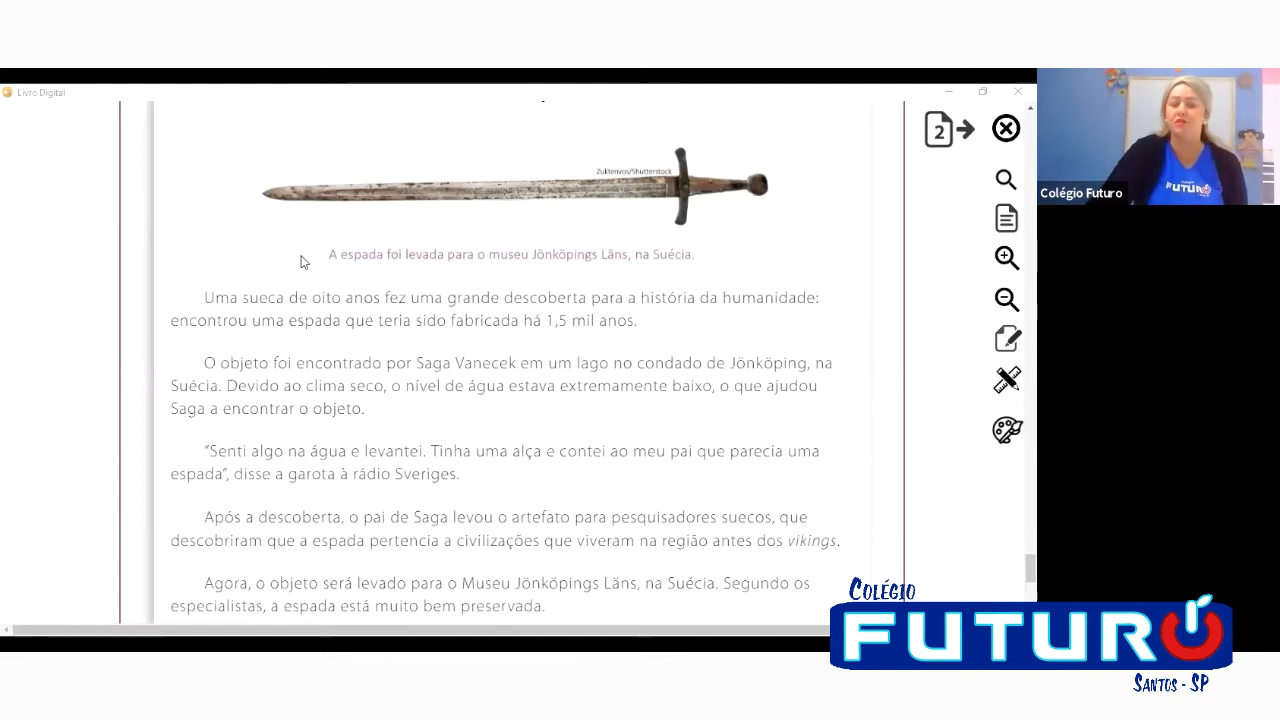 Livro Digital
Zuktenvos/Shutterstock
A espada foi levada para o museu Jönköpings Läns, na Suécia.
Uma sueca de oito anos fez uma grande descoberta para a história da humanidade:
encontrou uma espada que teria sido fabricada há 1,5 mil anos.
O objeto foi encontrado por Saga Vanecek em um lago no condado de Jönköping, na
Suécia. Devido ao clima seco, o nível de água estava extremamente baixo, o que ajudou
Saga a encontrar o objeto.
“Senti algo na água e levantei. Tinha uma alça e contei ao meu pai que parecia uma
espada”, disse a garota à rádio Sveriges.
Após a descoberta, o pai de Saga levou o artefato para pesquisadores suecos, que
descobriram que a espada pertencia a civilizações que viveram na região antes dos vikings.
Agora, o objeto será levado para o Museu Jönköpings Läns, na Suécia. Segundo os
especialistas, a espada está muito bem preservada.
2
FUTURO
Colégio Futuro
COLÉGIO
FUTURO
SANTOS - SP